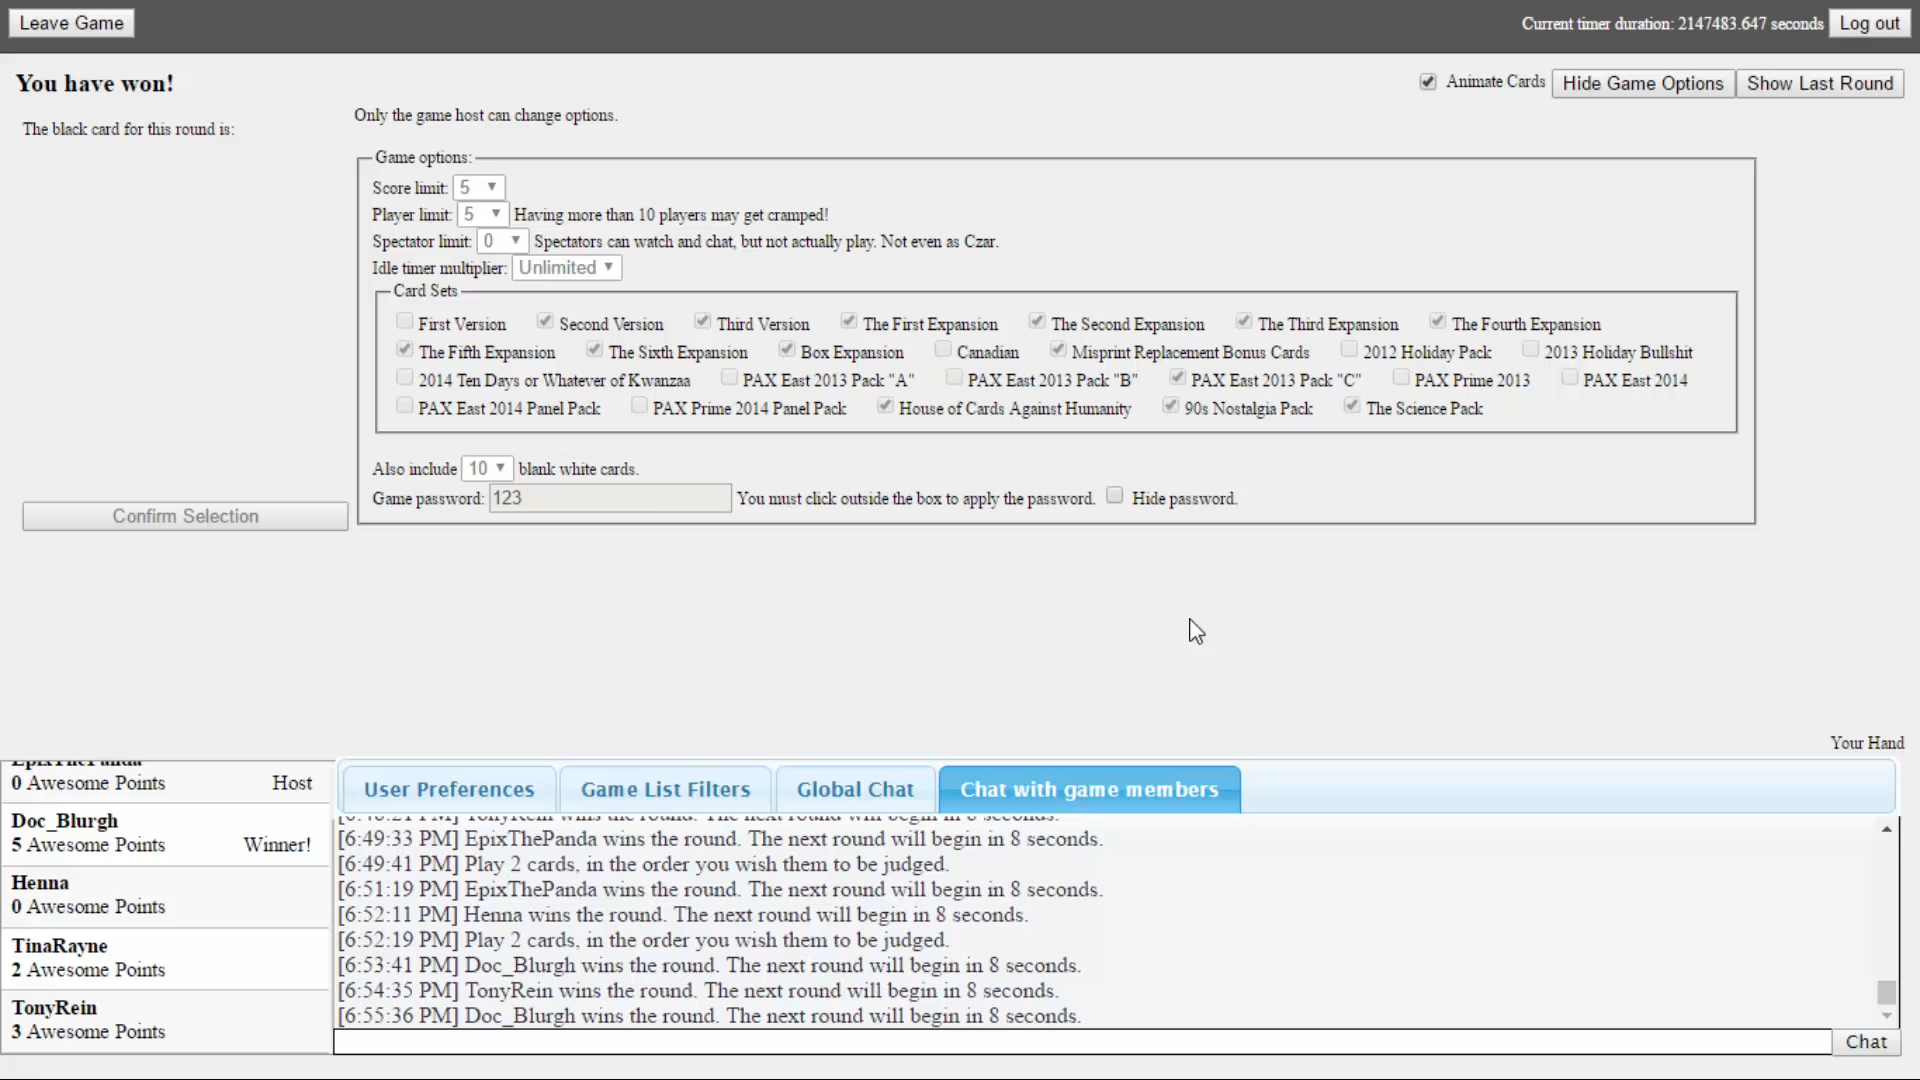 Leave Game
Current timer duration: 2147483.647 seconds Log out
You have won!
Animate Cards Hide Game Options Show Last Round
The black card for this round is:
Only the game host can change options.
Game options:
Score limit: 5
Player limit: 5 Having more than 10 players may get cramped!
Spectator limit: 0 Spectators can watch and chat, but not actually play. Not even as Czar.
Idle timer multiplier: Unlimited
Card Sets
First Version Second Version Third Version The First Expansion The Second Expansion The Third Expansion The Fourth Expansion
The Fifth Expansion The Sixth Expansion Box Expansion Canadian Misprint Replacement Bonus Cards 2012 Holiday Pack 2013 Holiday Bullshit
2014 Ten Days or Whatever of Kwanzaa PAX East 2013 Pack "A" PAX East 2013 Pack "B" PAX East 2013 Pack "C" PAX Prime 2013 PAX East 2014
PAX East 2014 Panel Pack PAX Prime 2014 Panel Pack House of Cards Against Humanity 90s Nostalgia Pack The Science Pack
Also include 10 blank white cards.
Game password: 123 You must click outside the box to apply the password. Hide password.
Confirm Selection
Your Hand
EpixThePanda
0 Awesome Points Host
Doc_Blurgh
5 Awesome Points Winner!
Henna
0 Awesome Points
TinaRayne
2 Awesome Points
TonyRein
3 Awesome Points
User Preferences Game List Filters Global Chat Chat with game members
[6:48:21 PM] TonyRein wins the round. The next round will begin in 8 seconds.
[6:49:33 PM] EpixThePanda wins the round. The next round will begin in 8 seconds.
[6:49:41 PM] Play 2 cards, in the order you wish them to be judged.
[6:51:19 PM] EpixThePanda wins the round. The next round will begin in 8 seconds.
[6:52:11 PM] Henna wins the round. The next round will begin in 8 seconds.
[6:52:19 PM] Play 2 cards, in the order you wish them to be judged.
[6:53:41 PM] Doc_Blurgh wins the round. The next round will begin in 8 seconds.
[6:54:35 PM] TonyRein wins the round. The next round will begin in 8 seconds.
[6:55:36 PM] Doc_Blurgh wins the round. The next round will begin in 8 seconds.
Chat